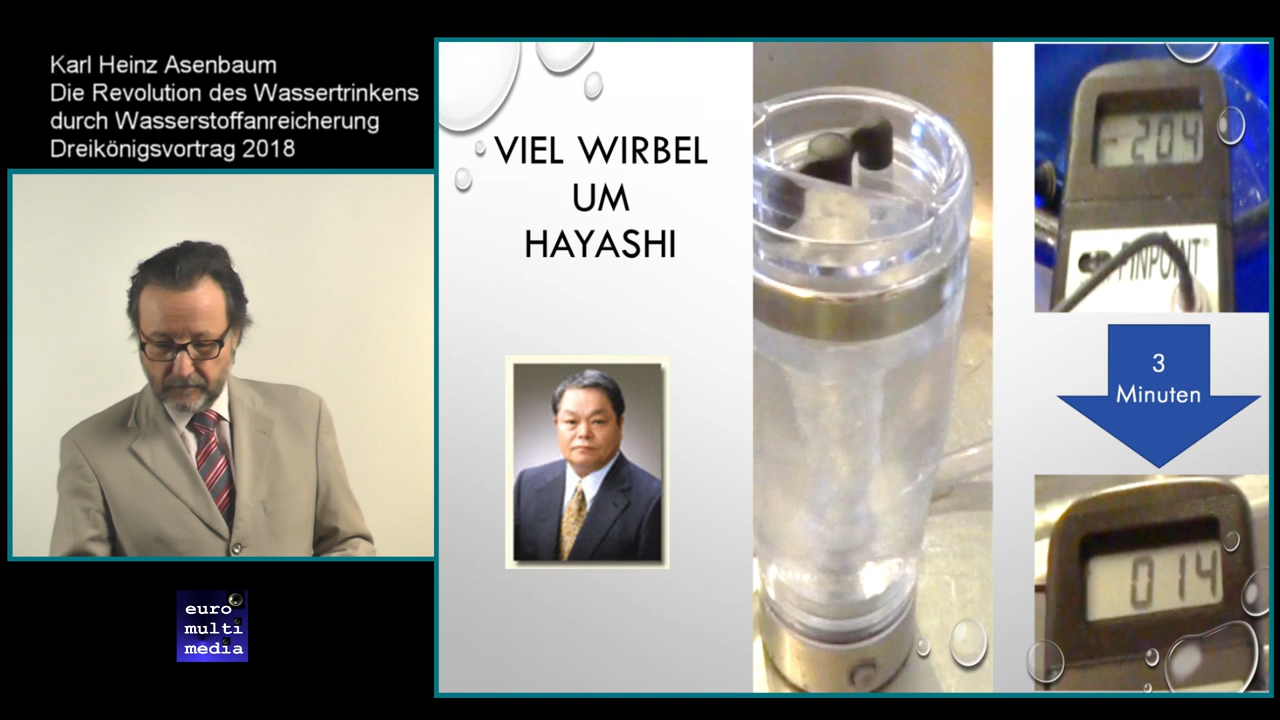 Karl Heinz Asenbaum
Die Revolution des Wassertrinkens
durch Wasserstoffanreicherung
Dreikönigsvortrag 2018
VIEL WIRBEL
UM
HAYASHI
-204
PINPOINT®
3
Minuten
014
euro
multi
media